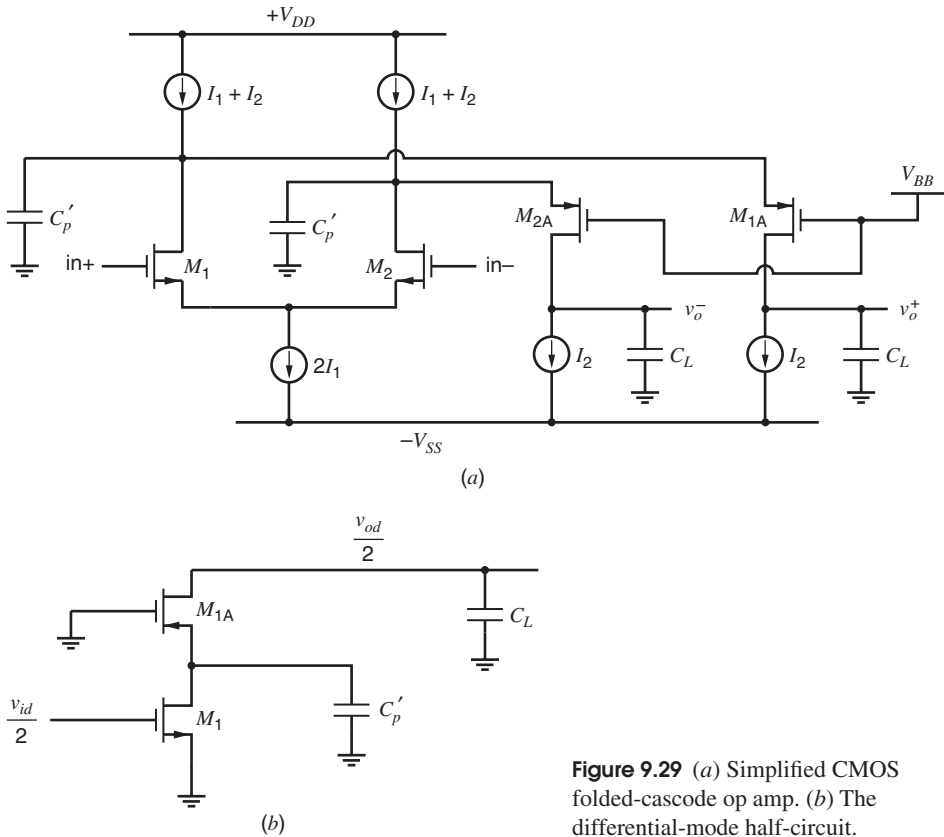 +V_DD
I_1 + I_2
I_1 + I_2
C_p′
C_p′
in+
M_1
M_2
in–
M_2A
M_1A
V_BB
v_o^–
v_o^+
2I_1
I_2
C_L
I_2
C_L
–V_SS
(a)
v_od
2
M_1A
C_L
v_id
2
M_1
C_p′
(b)
Figure 9.29 (a) Simplified CMOS
folded-cascode op amp. (b) The
differential-mode half-circuit.